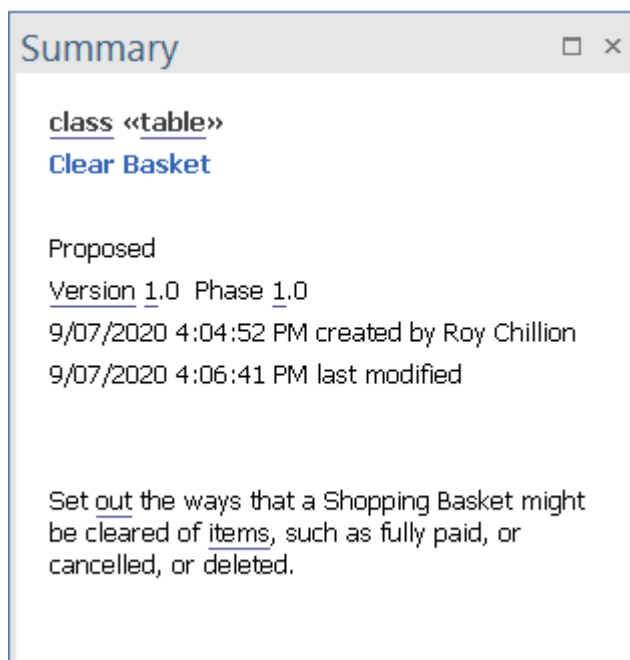 Summary
class «table»
Clear Basket
Proposed
Version 1.0 Phase 1.0
9/07/2020 4:04:52 PM created by Roy Chillion
9/07/2020 4:06:41 PM last modified
Set out the ways that a Shopping Basket might
be cleared of items, such as fully paid, or
cancelled, or deleted.